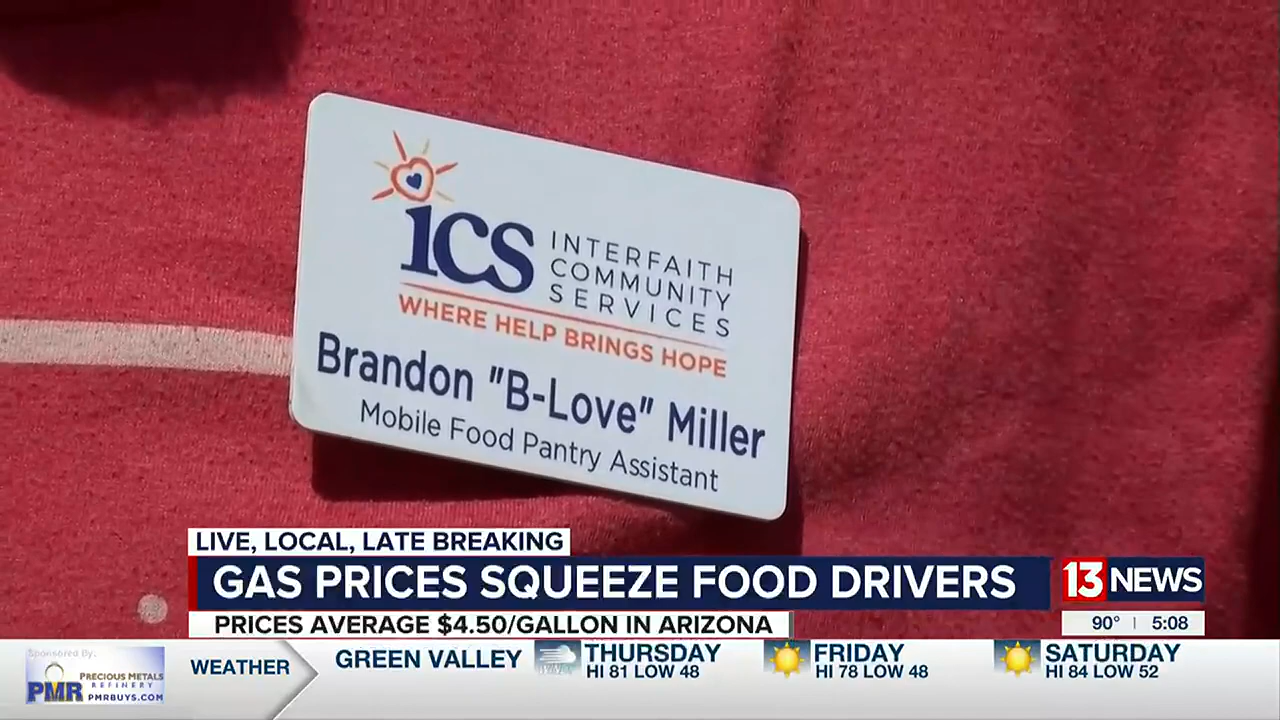 ICS INTERFAITH
COMMUNITY
SERVICES
WHERE HELP BRINGS HOPE
Brandon "B-Love" Miller
Mobile Food Pantry Assistant
LIVE, LOCAL, LATE BREAKING
GAS PRICES SQUEEZE FOOD DRIVERS
13 NEWS
PRICES AVERAGE $4.50/GALLON IN ARIZONA
90° | 5:08
Sponsored By:
PMR PRECIOUS METALS
REFINERY
PMRBUYS.COM
WEATHER
GREEN VALLEY
THURSDAY
HI 81 LOW 48
FRIDAY
HI 78 LOW 48
SATURDAY
HI 84 LOW 52